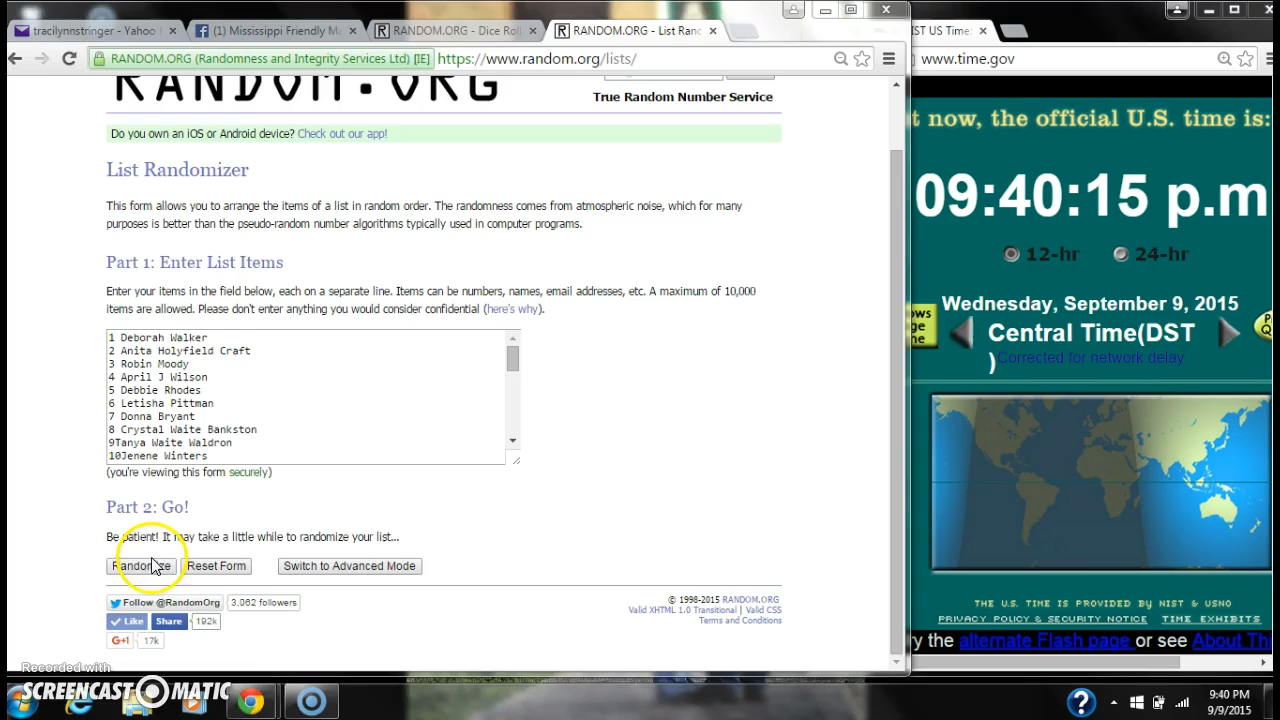 tracilynnstringer - Yahoo
(1) Mississippi Friendly Ma
RANDOM.ORG - Dice Roll
RANDOM.ORG - List Ran
IST US Time
RANDOM.ORG (Randomness and Integrity Services Ltd) [IE]
https://www.random.org/lists/
www.time.gov
RANDOM.ORG
True Random Number Service
Do you own an iOS or Android device? Check out our app!
List Randomizer
This form allows you to arrange the items of a list in random order. The randomness comes from atmospheric noise, which for many
purposes is better than the pseudo-random number algorithms typically used in computer programs.
Part 1: Enter List Items
Enter your items in the field below, each on a separate line. Items can be numbers, names, email addresses, etc. A maximum of 10,000
items are allowed. Please don't enter anything you would consider confidential (here's why).
1 Deborah Walker
2 Anita Holyfield Craft
3 Robin Moody
4 April J Wilson
5 Debbie Rhodes
6 Letisha Pittman
7 Donna Bryant
8 Crystal Waite Bankston
9Tanya Waite Waldron
10Jenene Winters
(you're viewing this form securely)
Part 2: Go!
Be patient! It may take a little while to randomize your list...
Randomize
Reset Form
Switch to Advanced Mode
Follow @RandomOrg
3,062 followers
Like
Share
192k
G+1
17k
© 1998-2015 RANDOM.ORG
Valid XHTML 1.0 Transitional | Valid CSS
Terms and Conditions
t now, the official U.S. time is:
09:40:15 p.m
12-hr
24-hr
Wednesday, September 9, 2015
Central Time(DST
)
Corrected for network delay
THE U.S. TIME IS PROVIDED BY NIST & USNO
PRIVACY POLICY & SECURITY NOTICE
TIME EXHIBITS
ry the alternate Flash page or see About Thi
Recorded with
SCREENCAST-O-MATIC
9:40 PM
9/9/2015